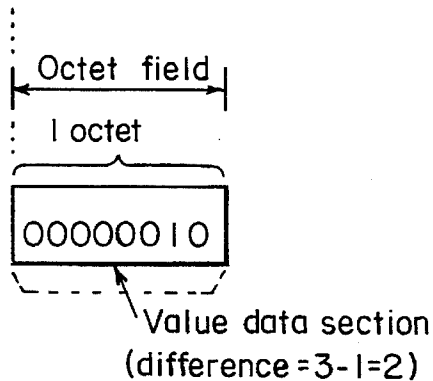 Octet field
1 octet
00000010
Value data section
(difference=3-1=2)